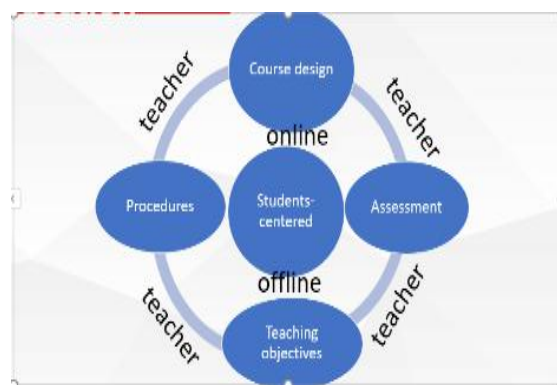 Course design
teacher
teacher
online
Procedures
Students-
centered
Assessment
offline
teacher
teacher
Teaching
objectives